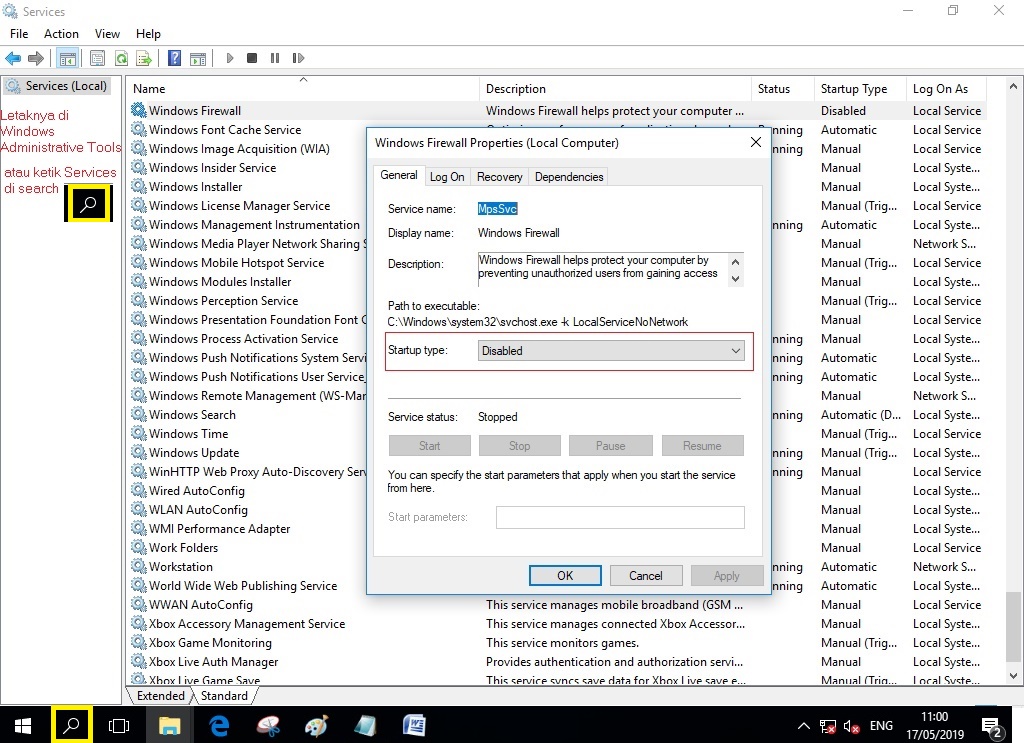 Services
File Action View Help
Services (Local)
Letaknya di
Windows
Administrative Tools
atau ketik Services
di search
Name Description Status Startup Type Log On As
Windows Firewall Windows Firewall helps protect your computer ... Disabled Local Service
Windows Font Cache Service Automatic Local Service
Windows Image Acquisition (WIA) Manual Local Service
Windows Insider Service Manual Local Syste...
Windows Installer Manual Local Syste...
Windows License Manager Service Manual (Trig... Local Service
Windows Management Instrumentation Automatic Local Syste...
Windows Media Player Network Sharing S Manual Network S...
Windows Mobile Hotspot Service Manual (Trig... Local Service
Windows Modules Installer Manual Local Syste...
Windows Perception Service Manual (Trig... Local Service
Windows Presentation Foundation Font C Manual Local Service
Windows Process Activation Service nning Manual Local Syste...
Windows Push Notifications System Servi nning Automatic Local Syste...
Windows Push Notifications User Service_ nning Automatic Local Syste...
Windows Remote Management (WS-Mar Manual Network S...
Windows Search nning Automatic (D... Local Syste...
Windows Time Manual (Trig... Local Service
Windows Update nning Manual (Trig... Local Syste...
WinHTTP Web Proxy Auto-Discovery Serv nning Manual Local Service
Wired AutoConfig Manual Local Syste...
WLAN AutoConfig Manual Local Syste...
WMI Performance Adapter Manual Local Syste...
Work Folders Manual Local Service
Workstation nning Automatic Network S...
World Wide Web Publishing Service nning Automatic Local Syste...
WWAN AutoConfig This service manages mobile broadband (GSM ... Manual Local Service
Xbox Accessory Management Service This service manages connected Xbox Accessor... Manual Local Syste...
Xbox Game Monitoring This service monitors games. Manual (Trig... Local Syste...
Xbox Live Auth Manager Provides authentication and authorization servi... Manual Local Syste...
Xbox Live Game Save This service syncs save data for Xbox Live save e... Manual (Trig... Local Syste...
Extended Standard
Windows Firewall Properties (Local Computer)
General Log On Recovery Dependencies
Service name: MpsSvc
Display name: Windows Firewall
Description: Windows Firewall helps protect your computer by
preventing unauthorized users from gaining access
Path to executable:
C:\Windows\system32\svchost.exe -k LocalServiceNoNetwork
Startup type: Disabled
Service status: Stopped
Start Stop Pause Resume
You can specify the start parameters that apply when you start the service
from here.
Start parameters:
OK Cancel Apply
ENG
11:00
17/05/2019
2